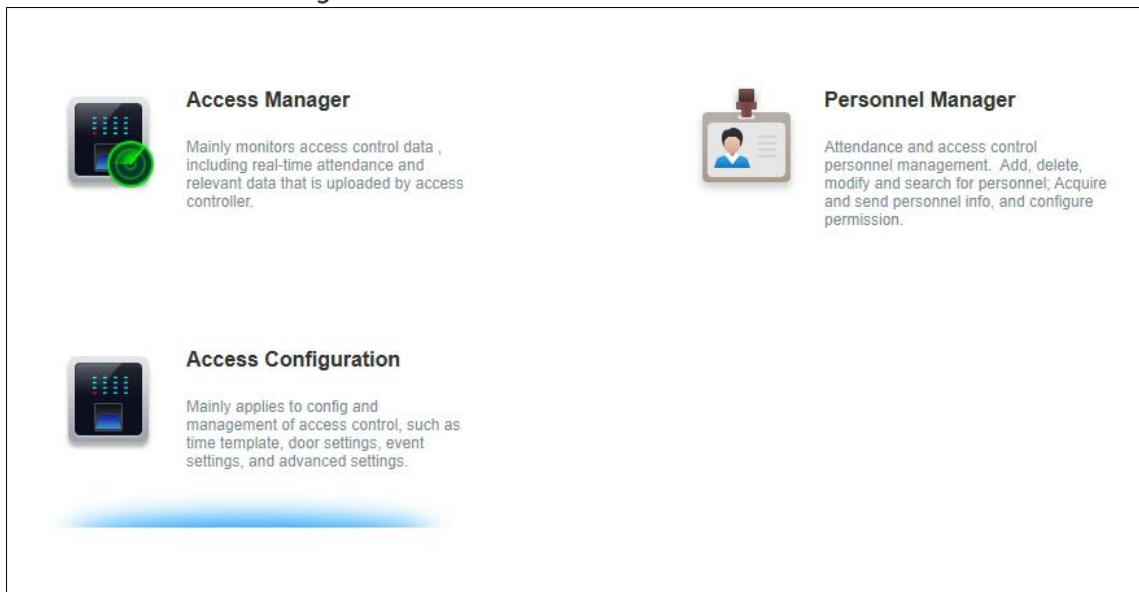 Access Manager
Mainly monitors access control data ,
including real-time attendance and
relevant data that is uploaded by access
controller.
Personnel Manager
Attendance and access control
personnel management.  Add, delete,
modify and search for personnel; Acquire
and send personnel info, and configure
permission.
Access Configuration
Mainly applies to config and
management of access control, such as
time template, door settings, event
settings, and advanced settings.